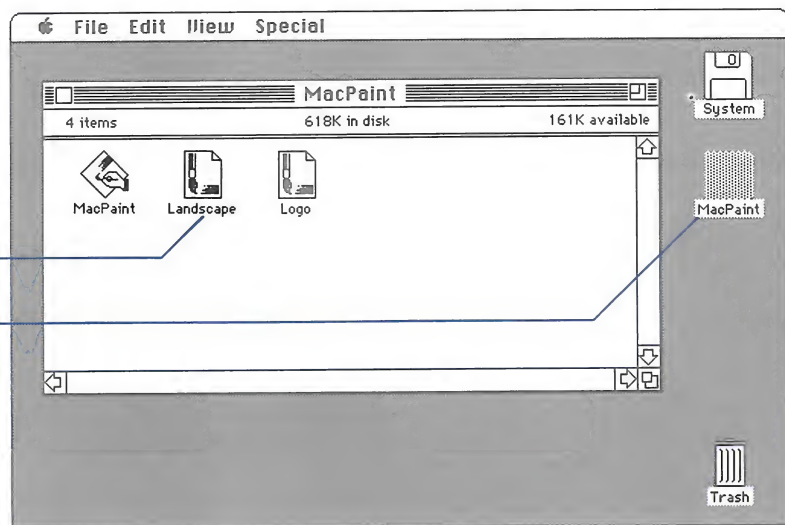 File Edit View Special
MacPaint
4 items 618K in disk 161K available
MacPaint Landscape Logo
System
MacPaint
Trash